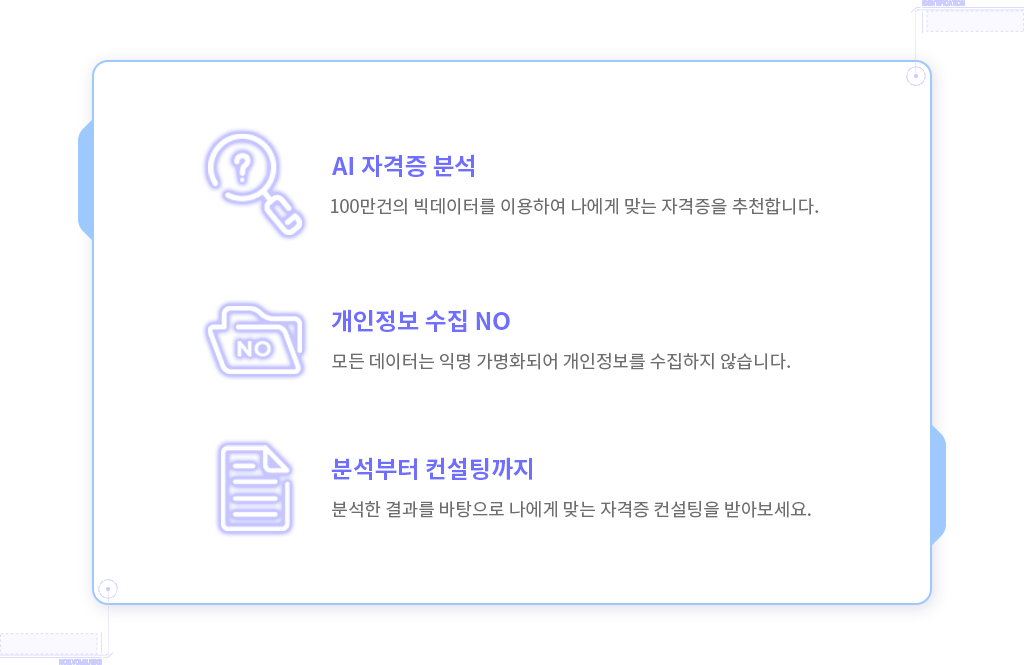 IDENTIFICATION
?
AI 자격증 분석
100만건의 빅데이터를 이용하여 나에게 맞는 자격증을 추천합니다.
개인정보 수집 NO
NO
모든 데이터는 익명 가명화되어 개인정보를 수집하지 않습니다.
분석부터 컨설팅까지
분석한 결과를 바탕으로 나에게 맞는 자격증 컨설팅을 받아보세요.